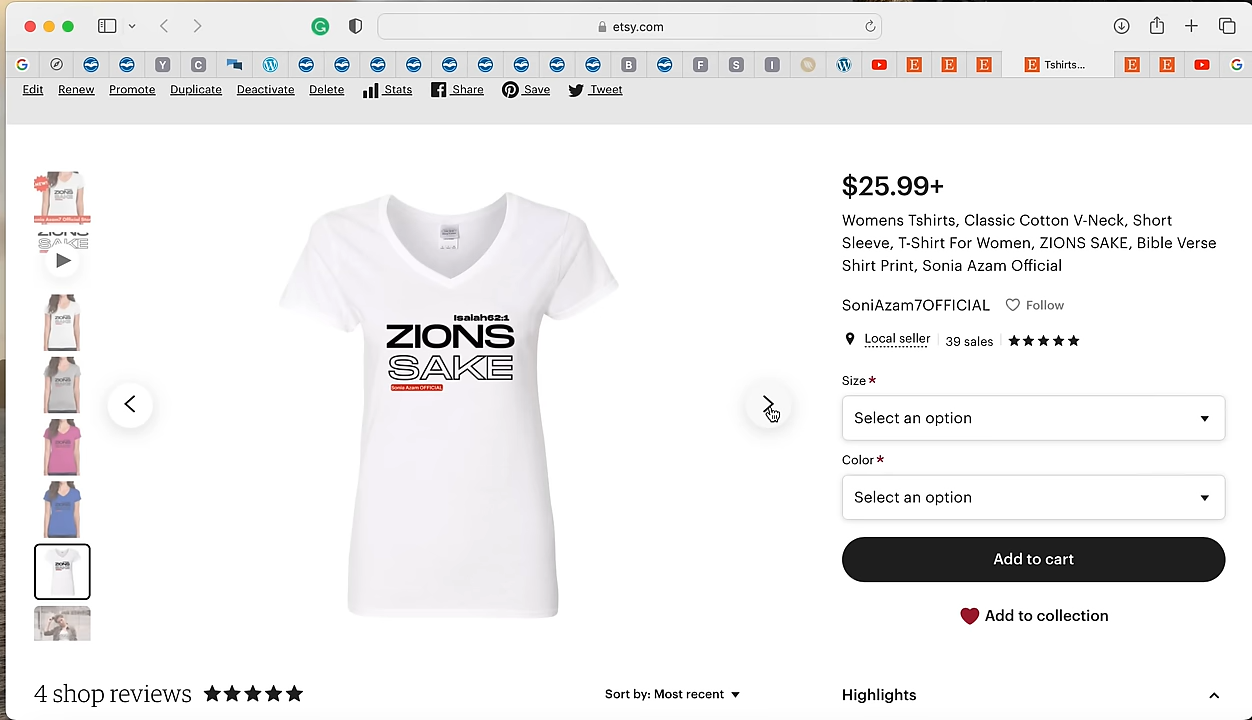 etsy.com
Tshirts...
Edit Renew Promote Duplicate Deactivate Delete Stats Share Save Tweet
$25.99+
Womens Tshirts, Classic Cotton V-Neck, Short
Sleeve, T-Shirt For Women, ZIONS SAKE, Bible Verse
Shirt Print, Sonia Azam Official
SoniAzam7OFFICIAL Follow
Local seller 39 sales
Size*
Select an option
Color*
Select an option
Add to cart
Add to collection
Isaiah62:1
ZIONS
SAKE
Sonia Azam OFFICIAL
4 shop reviews
Sort by: Most recent
Highlights